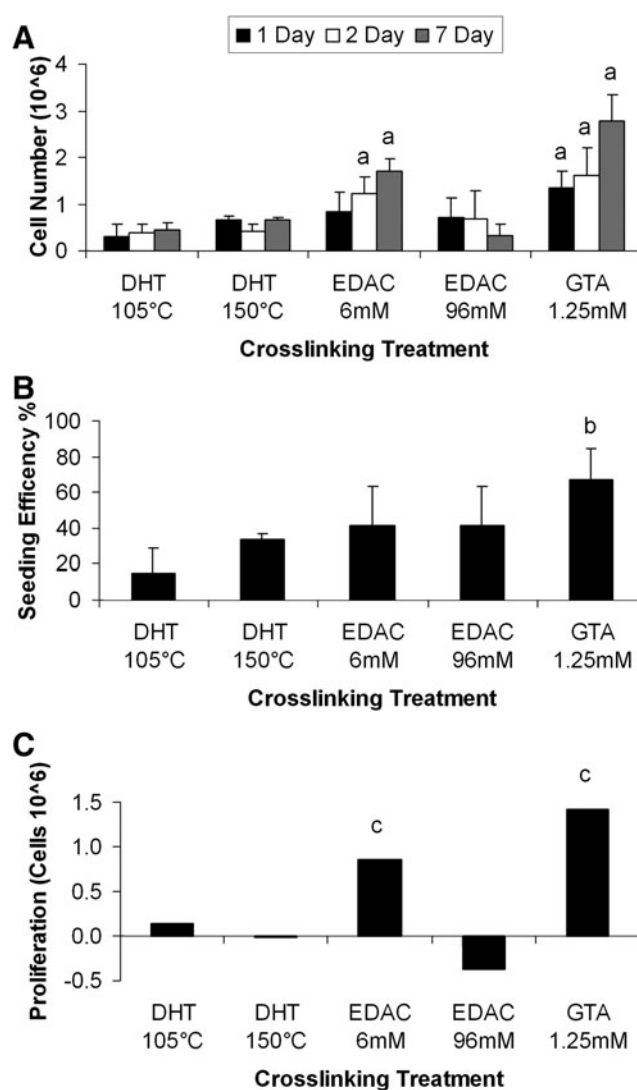 A
1 Day 2 Day 7 Day
Cell Number (10^6)
4
3
2
1
0
a a a a a
DHT DHT EDAC EDAC GTA
105°C 150°C 6mM 96mM 1.25mM
Crosslinking Treatment
B
Seeding Efficency %
100
80
60
40
20
0
b
DHT DHT EDAC EDAC GTA
105°C 150°C 6mM 96mM 1.25mM
Crosslinking Treatment
C
Proliferation (Cells 10^6)
1.5
1.0
0.5
0.0
-0.5
c c
DHT DHT EDAC EDAC GTA
105°C 150°C 6mM 96mM 1.25mM
Crosslinking Treatment